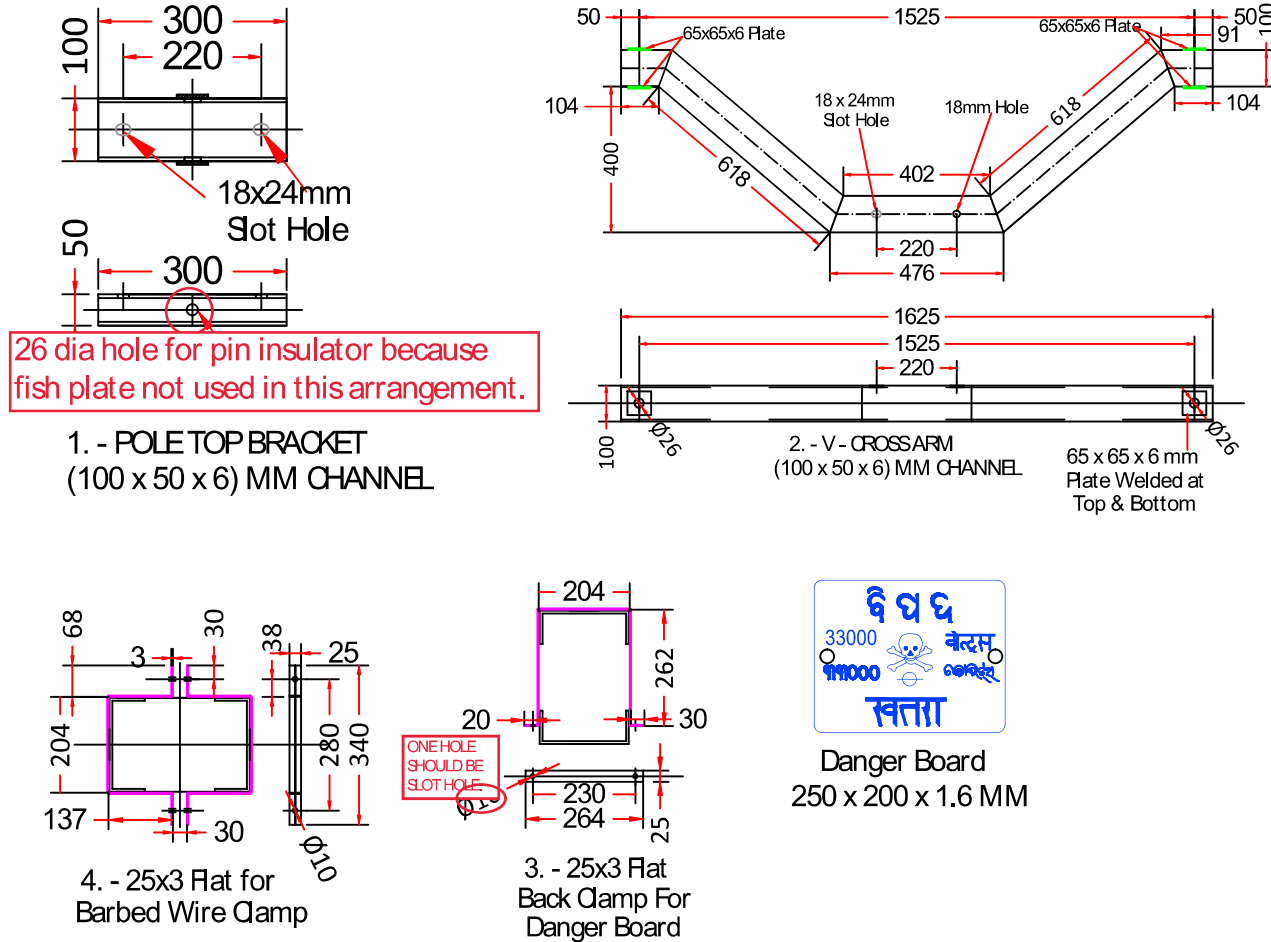 300
220
100
18x24mm
Slot Hole
50
300
26 dia hole for pin insulator because
fish plate not used in this arrangement.
1. - POLE TOP BRACKET
(100 x 50 x 6) MM CHANNEL
50
1525
50
65x65x6 Plate
65x65x6 Plate
91
100
104
18 x 24mm
Slot Hole
18mm Hole
104
400
618
618
402
220
476
1625
1525
220
100
Ø26
Ø26
2. - V - CROSS ARM
(100 x 50 x 6) MM CHANNEL
65 x 65 x 6 mm
Plate Welded at
Top & Bottom
68
30
3
38
25
204
280
340
137
30
Ø10
4. - 25x3 Flat for
Barbed Wire Clamp
204
262
20
30
ONE HOLE
SHOULD BE
SLOT HOLE.
230
264
25
3. - 25x3 Flat
Back Clamp For
Danger Board
ବିପଦ
33000
खतरा
Danger Board
250 x 200 x 1.6 MM